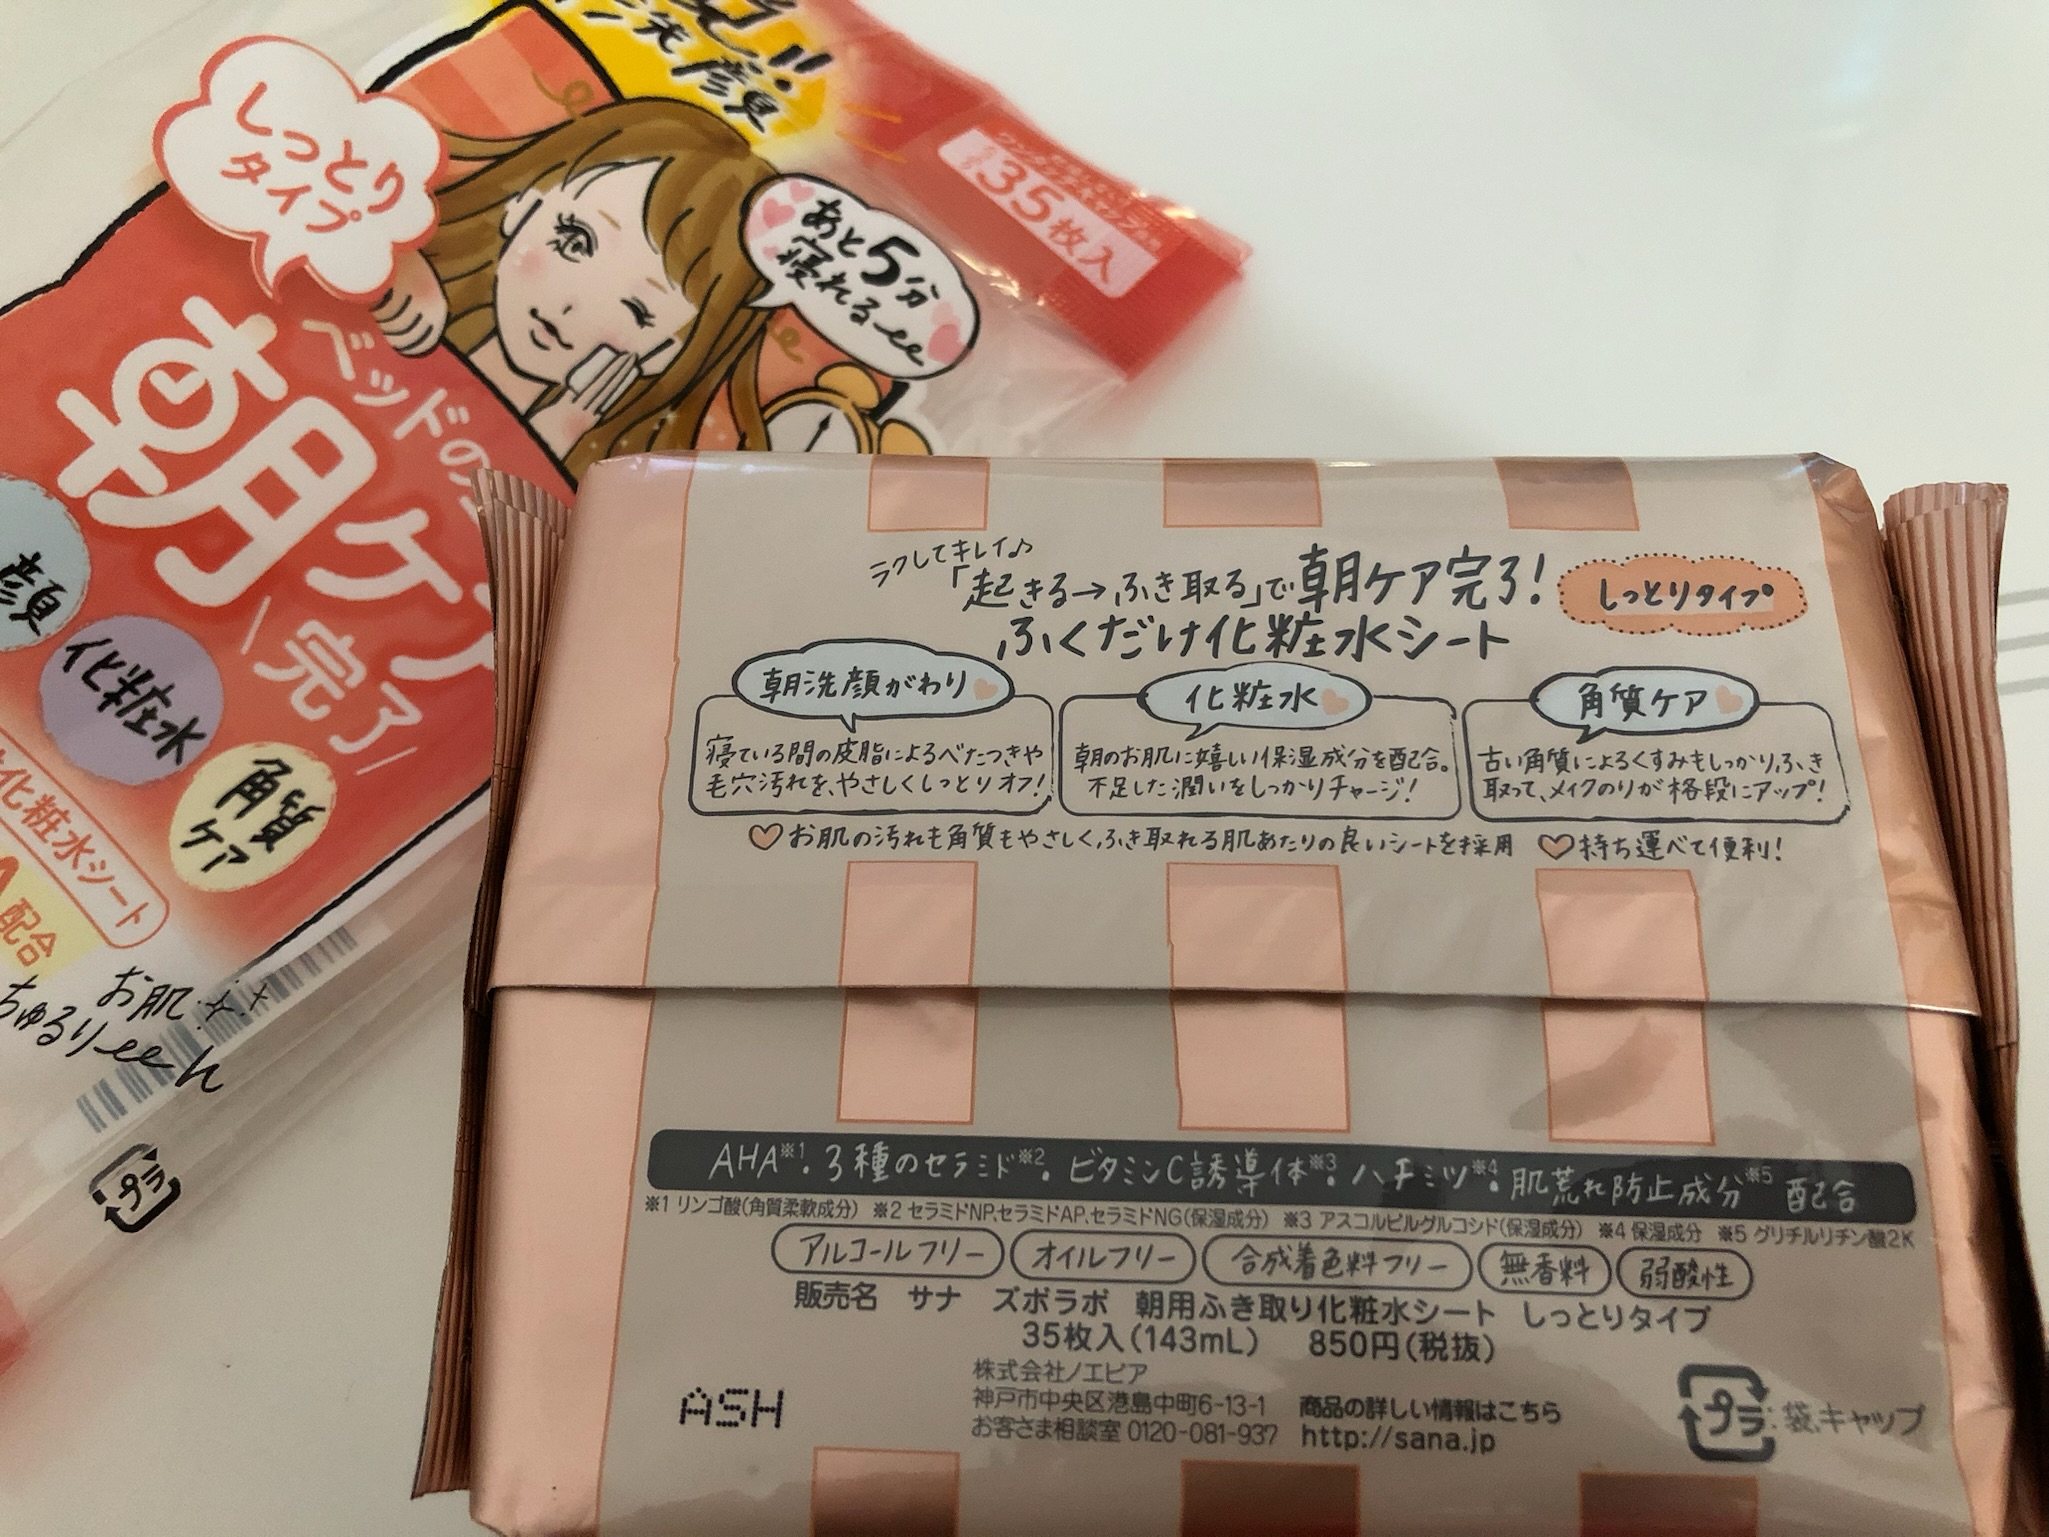 洗顔
しっとり
タイプ
35枚入
あと5分
寝れる〜
ベッドの
朝ケア
\完了/
顔
化粧水
角質
ケア
化粧水シート
配合
お肌
ちゅるりーん
プラ
ラクしてキレイ♪
「起きる→ふき取る」で朝ケア完了!
しっとりタイプ
ふくだけ化粧水シート
朝洗顔がわり
寝ている間の皮脂によるべたつきや
毛穴汚れを、やさしくしっとりオフ!
化粧水
朝のお肌に嬉しい保湿成分を配合。
不足した潤いをしっかりチャージ!
角質ケア
古い角質によるくすみもしっかりふき
取って、メイクのりが格段にアップ!
♡お肌の汚れも角質もやさしくふき取れる肌あたりの良いシートを採用 ♡持ち運べて便利!
AHA※1・3種のセラミド※2・ビタミンC誘導体※3・ハチミツ※4・肌荒れ防止成分※5 配合
※1 リンゴ酸(角質柔軟成分) ※2 セラミドNP,セラミドAP,セラミドNG(保湿成分) ※3 アスコルビルグルコシド(保湿成分) ※4 保湿成分 ※5 グリチルリチン酸2K
アルコールフリー オイルフリー 合成着色料フリー 無香料 弱酸性
販売名 サナ ズボラボ 朝用ふき取り化粧水シート しっとりタイプ
35枚入(143mL) 850円(税抜)
株式会社ノエビア
神戸市中央区港島中町6-13-1
お客さま相談室 0120-081-937
商品の詳しい情報はこちら
http://sana.jp
ASH
プラ:袋,キャップ